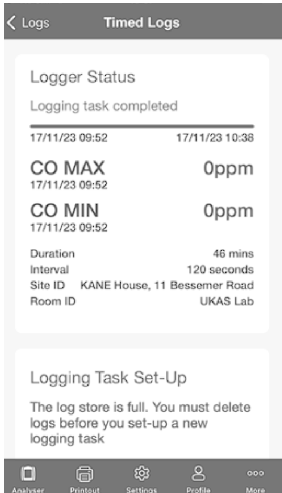 Logs Timed Logs
Logger Status
Logging task completed
17/11/23 09:52 17/11/23 10:38
CO MAX 0ppm
17/11/23 09:52
CO MIN 0ppm
17/11/23 09:52
Duration 46 mins
Interval 120 seconds
Site ID KANE House, 11 Bessemer Road
Room ID UKAS Lab
Logging Task Set-Up
The log store is full. You must delete
logs before you set-up a new
logging task
Analyser Printout Settings Profile More